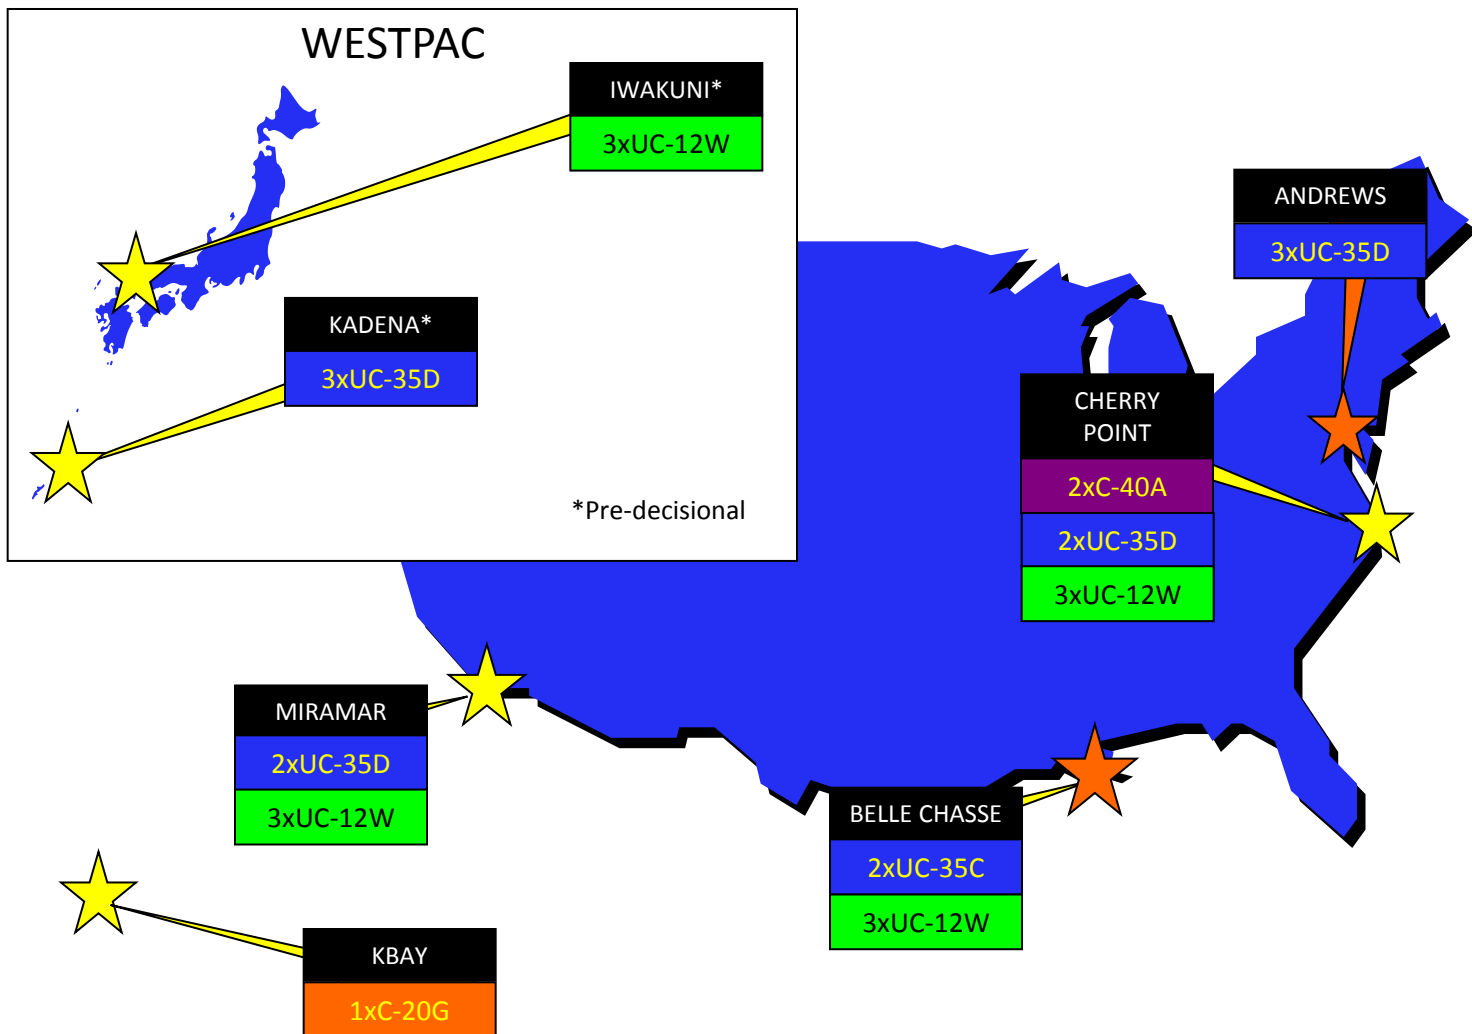 WESTPAC
IWAKUNI*
3xUC-12W
KADENA*
3xUC-35D
*Pre-decisional
ANDREWS
3xUC-35D
CHERRY
POINT
2xC-40A
2xUC-35D
3xUC-12W
MIRAMAR
2xUC-35D
3xUC-12W
BELLE CHASSE
2xUC-35C
3xUC-12W
KBAY
1xC-20G